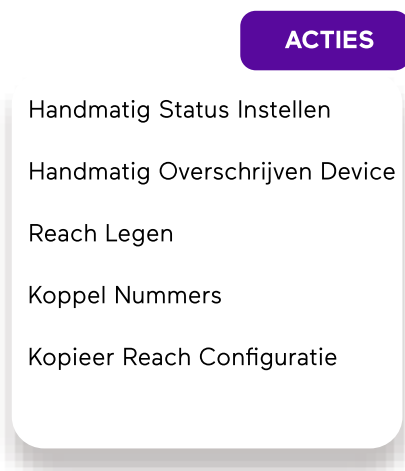 ACTIES
Handmatig Status Instellen
Handmatig Overschrijven Device
Reach Legen
Koppel Nummers
Kopieer Reach Configuratie